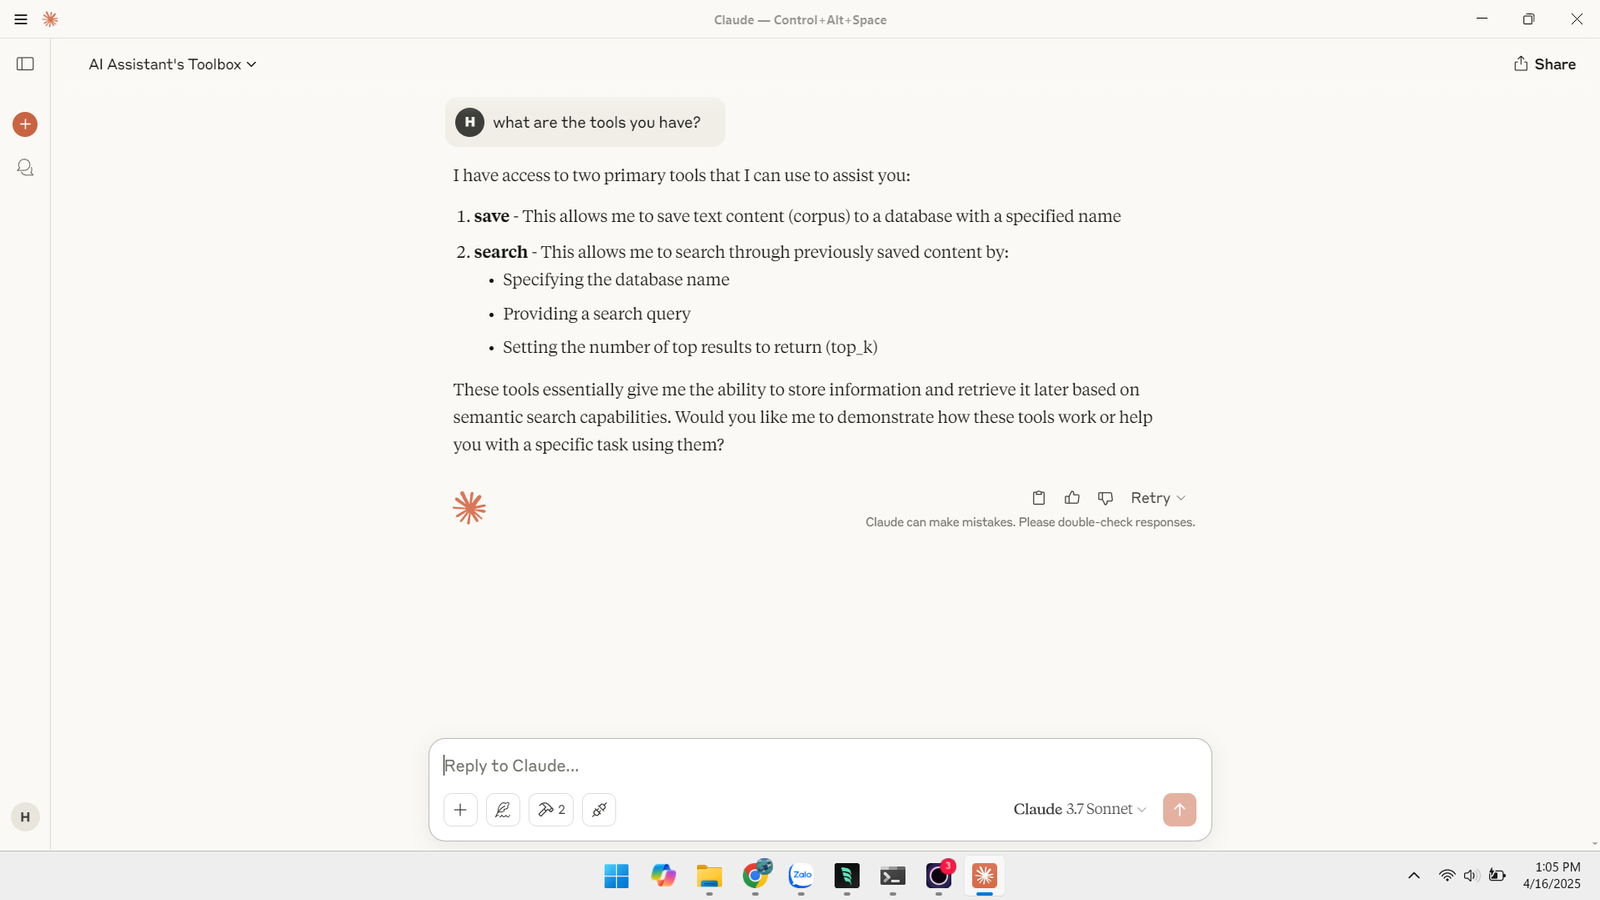 Claude — Control+Alt+Space
AI Assistant's Toolbox
Share
H
what are the tools you have?
I have access to two primary tools that I can use to assist you:
1. save - This allows me to save text content (corpus) to a database with a specified name
2. search - This allows me to search through previously saved content by:
• Specifying the database name
• Providing a search query
• Setting the number of top results to return (top_k)
These tools essentially give me the ability to store information and retrieve it later based on
semantic search capabilities. Would you like me to demonstrate how these tools work or help
you with a specific task using them?
Retry
Claude can make mistakes. Please double-check responses.
Reply to Claude...
2
Claude 3.7 Sonnet
H
Zalo
3
1:05 PM
4/16/2025